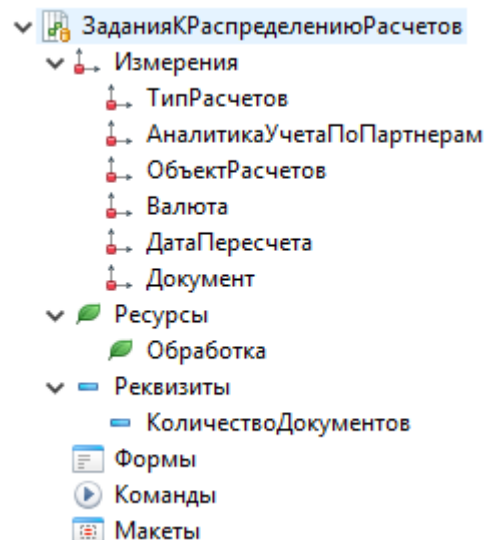 ЗаданияКРаспределениюРасчетов
Измерения
ТипРасчетов
АналитикаУчетаПоПартнерам
ОбъектРасчетов
Валюта
ДатаПересчета
Документ
Ресурсы
Обработка
Реквизиты
КоличествоДокументов
Формы
Команды
Макеты